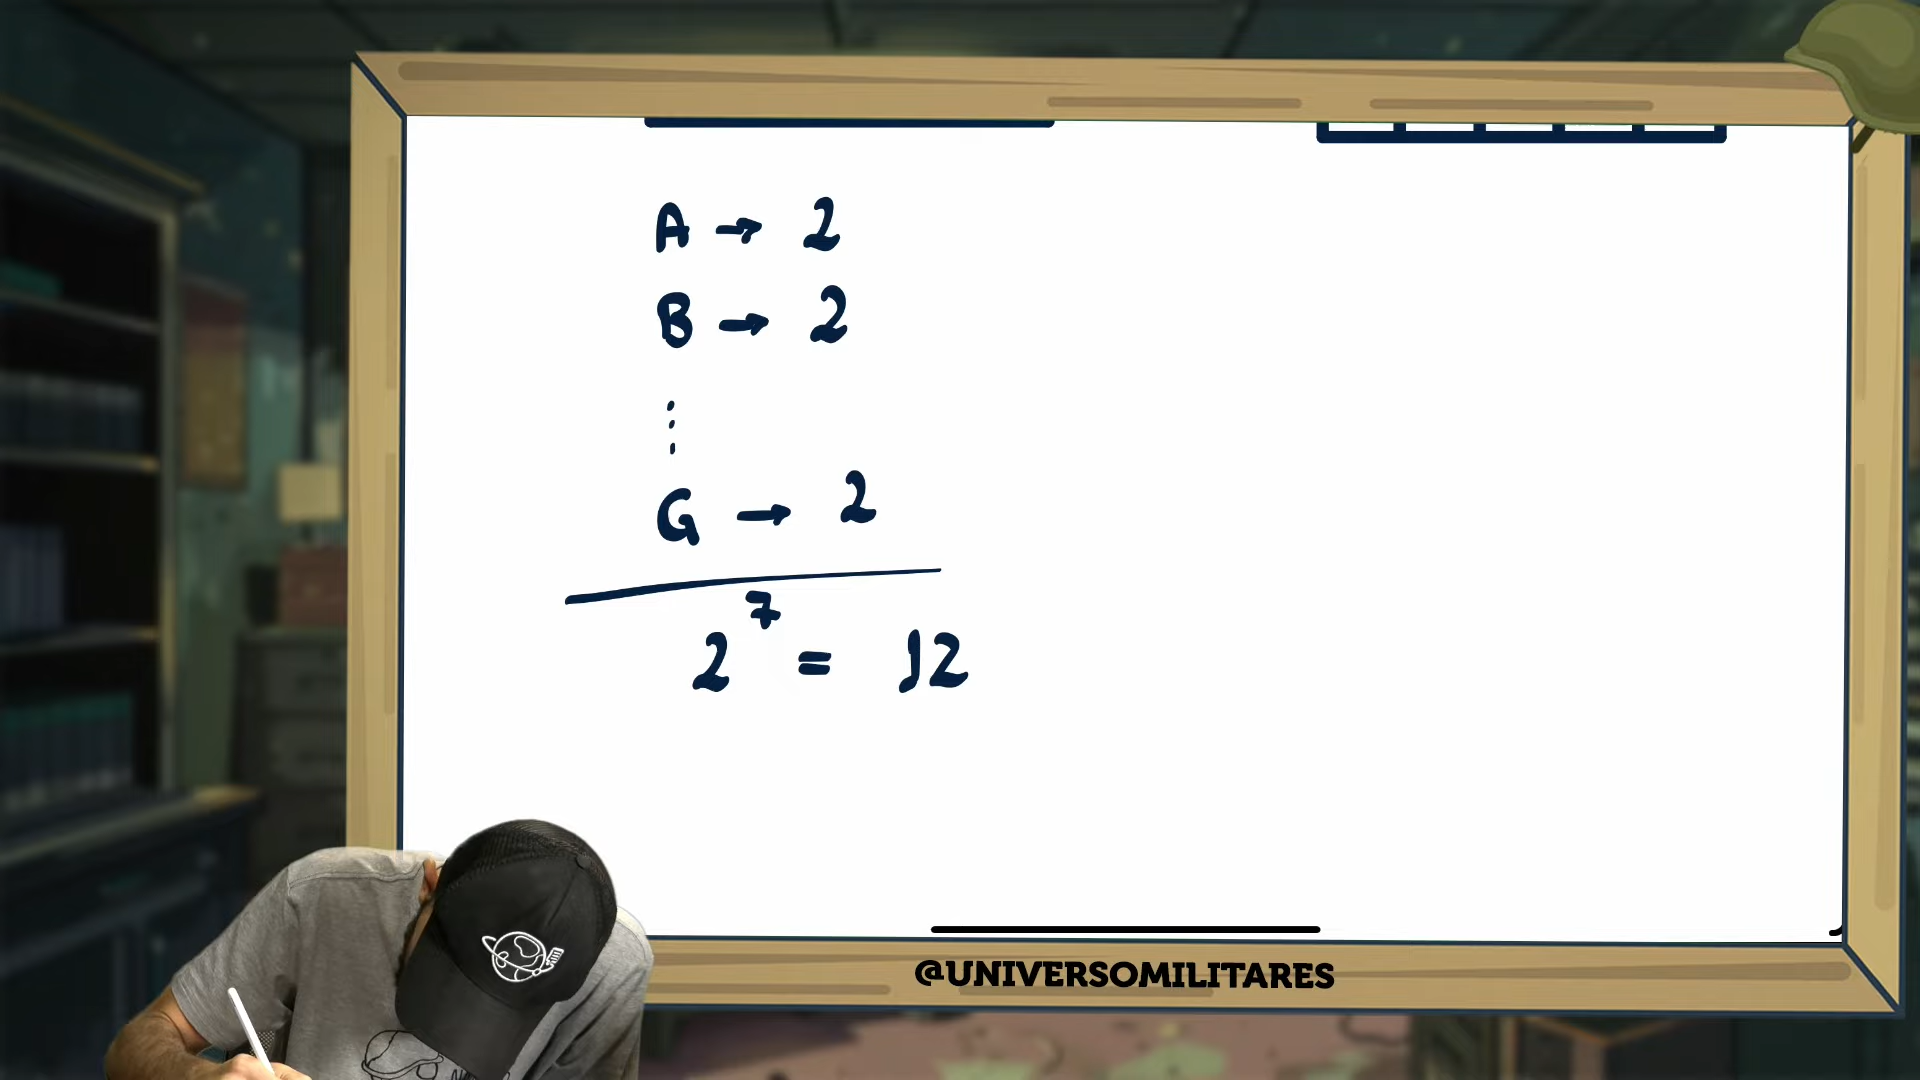 A → 2
B → 2
⋮
G → 2
2⁷ = 12
@UNIVERSOMILITARES